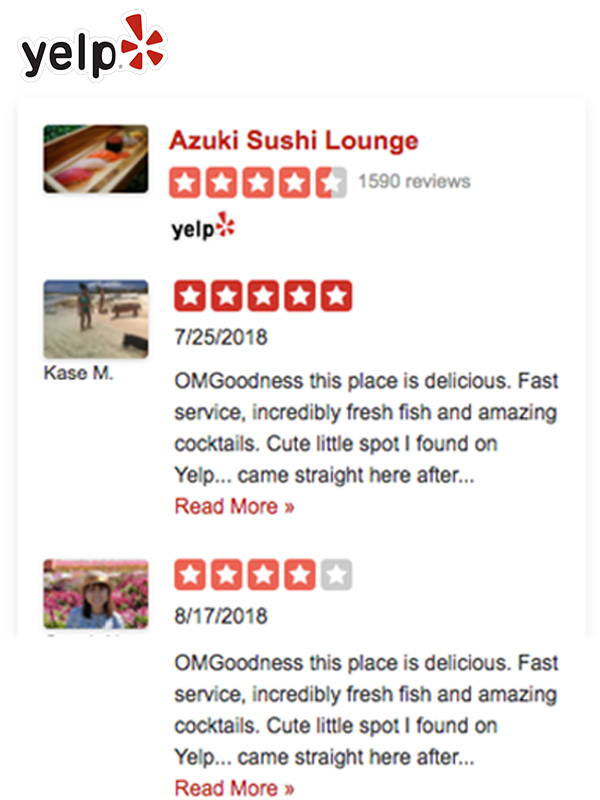 yelp
Azuki Sushi Lounge
1590 reviews
yelp
7/25/2018
Kase M.
OMGoodness this place is delicious. Fast
service, incredibly fresh fish and amazing
cocktails. Cute little spot I found on
Yelp... came straight here after...
Read More »
8/17/2018
OMGoodness this place is delicious. Fast
service, incredibly fresh fish and amazing
cocktails. Cute little spot I found on
Yelp... came straight here after...
Read More »